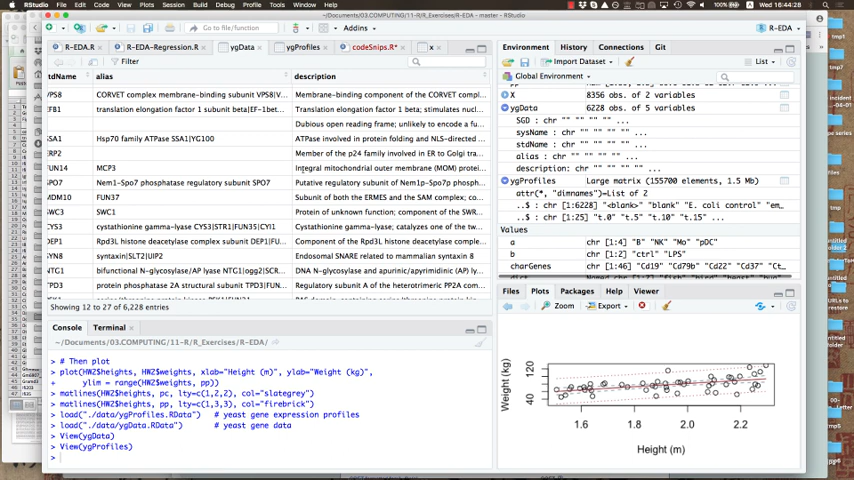 RStudio File Edit Code View Plots Session Build Debug Profile Tools Window Help 100% Wed 16:44:28
~/Documents/03.COMPUTING/11-R/R_Exercises/R-EDA - master - RStudio
Go to file/function Addins R-EDA
R-EDA.R R-EDA-Regression.R ygData ygProfiles codeSnips.R* x
Filter
tdName alias description
VPS8 CORVET complex membrane-binding subunit VPS8|V… Membrane-binding component of the CORVET compl…
EFB1 translation elongation factor 1 subunit beta|EF-1bet… Translation elongation factor 1 beta; stimulates nucl…
Dubious open reading frame; unlikely to encode a fu…
SSA1 Hsp70 family ATPase SSA1|YG100 ATPase involved in protein folding and NLS-directed …
ERP2 Member of the p24 family involved in ER to Golgi tra…
FUN14 MCP3 Integral mitochondrial outer membrane (MOM) protei…
SPO7 Nem1-Spo7 phosphatase regulatory subunit SPO7 Putative regulatory subunit of Nem1p-Spo7p phosph…
MDM10 FUN37 Subunit of both the ERMES and the SAM complex; co…
SWC3 SWC1 Protein of unknown function; component of the SWR…
CYS3 cystathionine gamma-lyase CYS3|STR1|FUN35|CYI1 Cystathionine gamma-lyase; catalyzes one of the tw…
DEP1 Rpd3L histone deacetylase complex subunit DEP1|FU… Component of the Rpd3L histone deacetylase compl…
SYN8 syntaxin|SLT2|UIP2 Endosomal SNARE related to mammalian syntaxin 8
NTG1 bifunctional N-glycosylase/AP lyase NTG1|ogg2|SCR… DNA N-glycosylase and apurinic/apyrimidinic (AP) ly…
TPD3 protein phosphatase 2A structural subunit TPD3|FUN… Regulatory subunit A of the heterotrimeric PP2A com…
Showing 12 to 27 of 6,228 entries
Console Terminal
~/Documents/03.COMPUTING/11-R/R_Exercises/R-EDA/
> # Then plot
> plot(HW2$heights, HW2$weights, xlab="Height (m)", ylab="Weight (kg)",
+ ylim = range(HW2$weights, pp))
> matlines(HW2$heights, pc, lty=c(1,2,2), col="slategrey")
> matlines(HW2$heights, pp, lty=c(1,3,3), col="firebrick")
> load("./data/ygProfiles.RData") # yeast gene expression profiles
> load("./data/ygData.RData") # yeast gene data
> View(ygData)
> View(ygProfiles)
>
Environment History Connections Git
Import Dataset List
Global Environment
X 8356 obs. of 2 variables
ygData 6228 obs. of 5 variables
SGD : chr "" "" "" "" ...
sysName : chr "" "" "" "" ...
stdName : chr "" "" "" "" ...
alias : chr "" "" "" "" ...
description: chr "" "" "" "" ...
ygProfiles Large matrix (155700 elements, 1.5 Mb)
attr(*, "dimnames")=List of 2
..$ : chr [1:6228] "<blank>" "blank" "E. coli control" "em…
..$ : chr [1:25] "t.0" "t.5" "t.10" "t.15" ...
Values
a chr [1:4] "B" "NK" "Mo" "pDC"
b chr [1:2] "ctrl" "LPS"
charGenes chr [1:46] "Cd19" "Cd79b" "Cd22" "Cd37" "Ct…
Files Plots Packages Help Viewer
Zoom Export
Weight (kg)
120
40
1.6 1.8 2.0 2.2
Height (m)